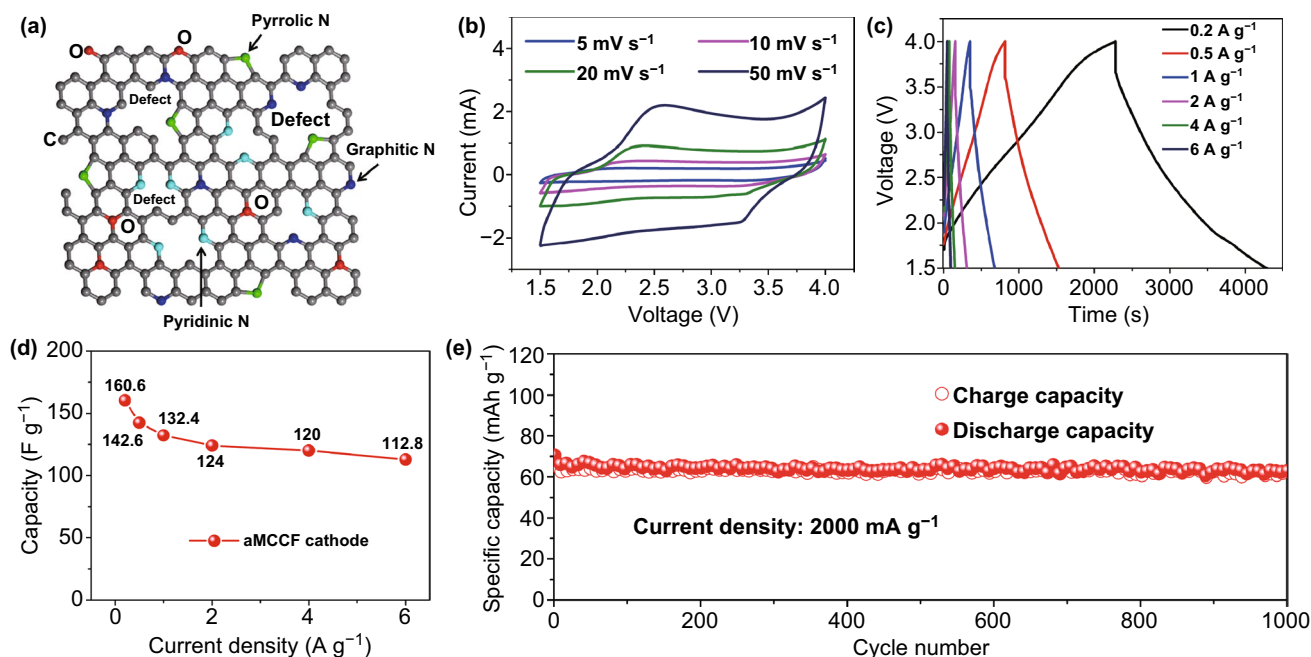 (a)
Pyrrolic N
O
O
Defect
Defect
C
Graphitic N
Defect
O
O
Pyridinic N
(b)
5 mV s⁻¹
10 mV s⁻¹
20 mV s⁻¹
50 mV s⁻¹
4
2
0
−2
Current (mA)
1.5 2.0 2.5 3.0 3.5 4.0
Voltage (V)
(c)
0.2 A g⁻¹
0.5 A g⁻¹
1 A g⁻¹
2 A g⁻¹
4 A g⁻¹
6 A g⁻¹
4.0
3.5
3.0
2.5
2.0
1.5
Voltage (V)
0 1000 2000 3000 4000
Time (s)
(d)
200
150
100
50
0
Capacity (F g⁻¹)
160.6
142.6
132.4
124
120
112.8
aMCCF cathode
0 2 4 6
Current density (A g⁻¹)
(e)
120
100
80
60
40
20
0
Specific capacity (mAh g⁻¹)
Charge capacity
Discharge capacity
Current density: 2000 mA g⁻¹
0 200 400 600 800 1000
Cycle number